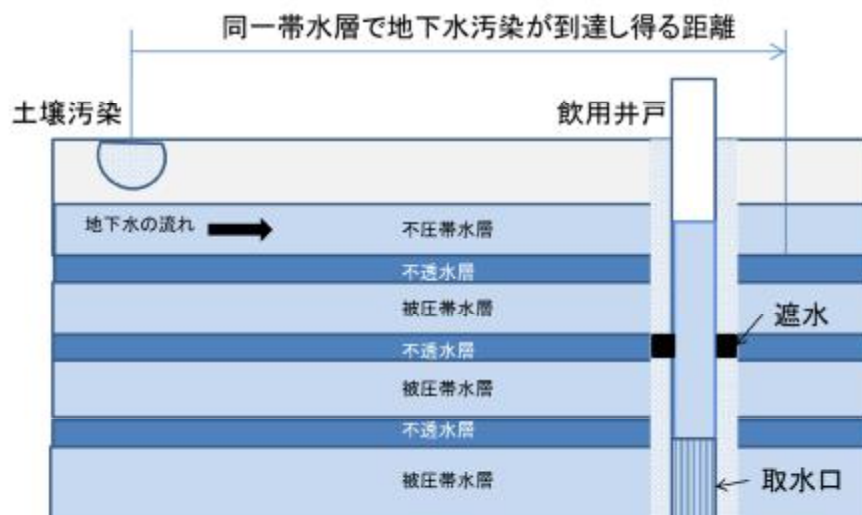 同一帯水層で地下水汚染が到達し得る距離
土壌汚染
飲用井戸
地下水の流れ
不圧帯水層
不透水層
被圧帯水層
遮水
不透水層
被圧帯水層
不透水層
被圧帯水層
取水口